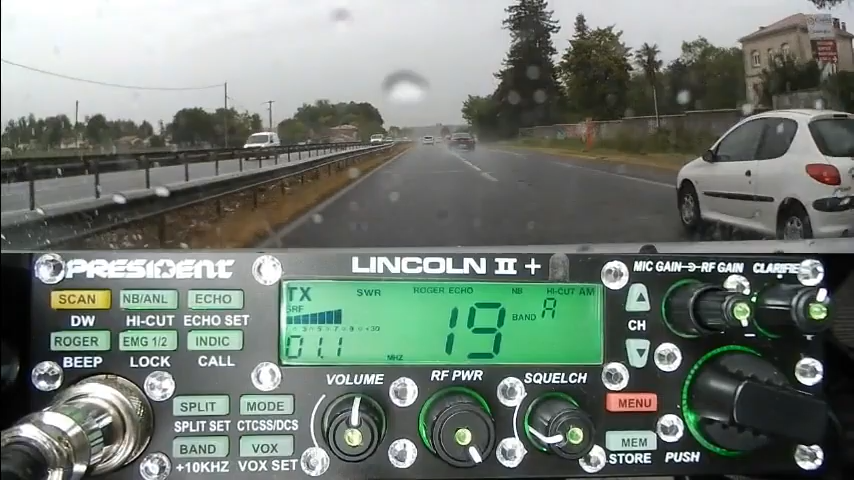 PRESIDENT
LINCOLN II +
MIC GAIN RF GAIN CLARIFIER
SCAN NB/ANL ECHO
DW HI-CUT ECHO SET
ROGER EMG 1/2 INDIC
BEEP LOCK CALL
TX SWR ROGER ECHO NB HI-CUT AM
SRF
01.1 MHZ 19 BAND A
CH
VOLUME RF PWR SQUELCH
SPLIT MODE
SPLIT SET CTCSS/DCS
BAND VOX
+10KHZ VOX SET
MENU
MEM
STORE PUSH